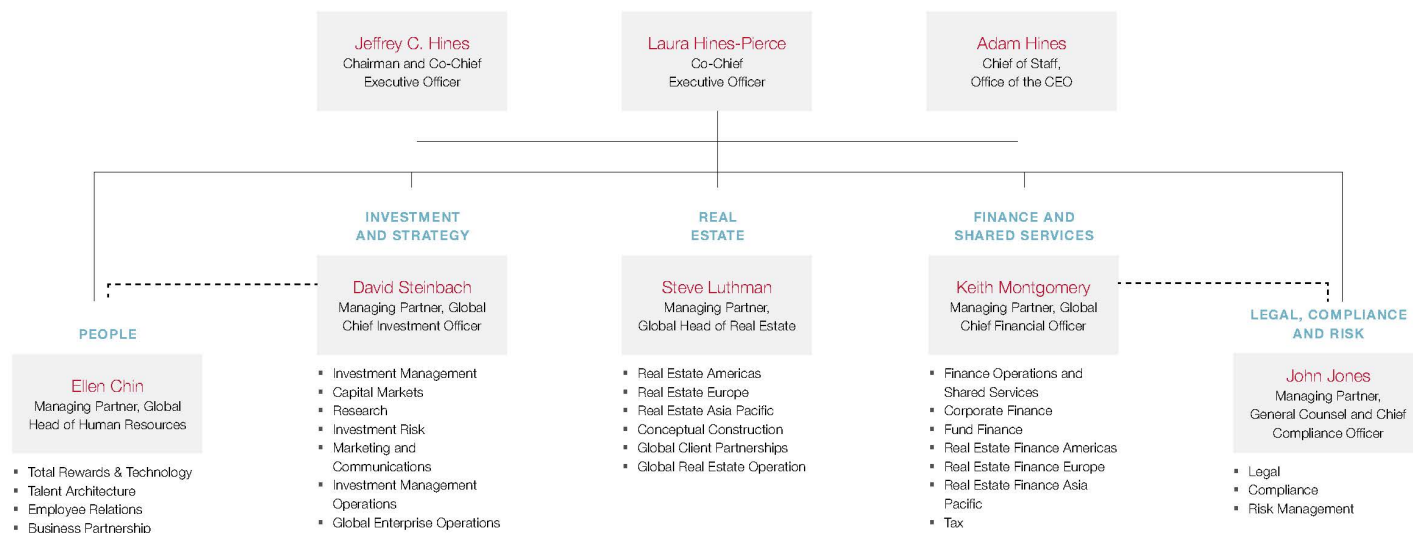 Jeffrey C. Hines
Chairman and Co-Chief
Executive Officer
Laura Hines-Pierce
Co-Chief
Executive Officer
Adam Hines
Chief of Staff,
Office of the CEO
PEOPLE
Ellen Chin
Managing Partner, Global
Head of Human Resources
▪ Total Rewards & Technology
▪ Talent Architecture
▪ Employee Relations
▪ Business Partnership
INVESTMENT
AND STRATEGY
David Steinbach
Managing Partner, Global
Chief Investment Officer
▪ Investment Management
▪ Capital Markets
▪ Research
▪ Investment Risk
▪ Marketing and
Communications
▪ Investment Management
Operations
▪ Global Enterprise Operations
REAL
ESTATE
Steve Luthman
Managing Partner,
Global Head of Real Estate
▪ Real Estate Americas
▪ Real Estate Europe
▪ Real Estate Asia Pacific
▪ Conceptual Construction
▪ Global Client Partnerships
▪ Global Real Estate Operation
FINANCE AND
SHARED SERVICES
Keith Montgomery
Managing Partner, Global
Chief Financial Officer
▪ Finance Operations and
Shared Services
▪ Corporate Finance
▪ Fund Finance
▪ Real Estate Finance Americas
▪ Real Estate Finance Europe
▪ Real Estate Finance Asia
Pacific
▪ Tax
LEGAL, COMPLIANCE
AND RISK
John Jones
Managing Partner,
General Counsel and Chief
Compliance Officer
▪ Legal
▪ Compliance
▪ Risk Management